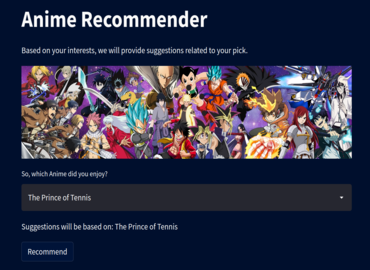 Anime Recommender
Based on your interests, we will provide suggestions related to your pick.
So, which Anime did you enjoy?
The Prince of Tennis
Suggestions will be based on: The Prince of Tennis
Recommend